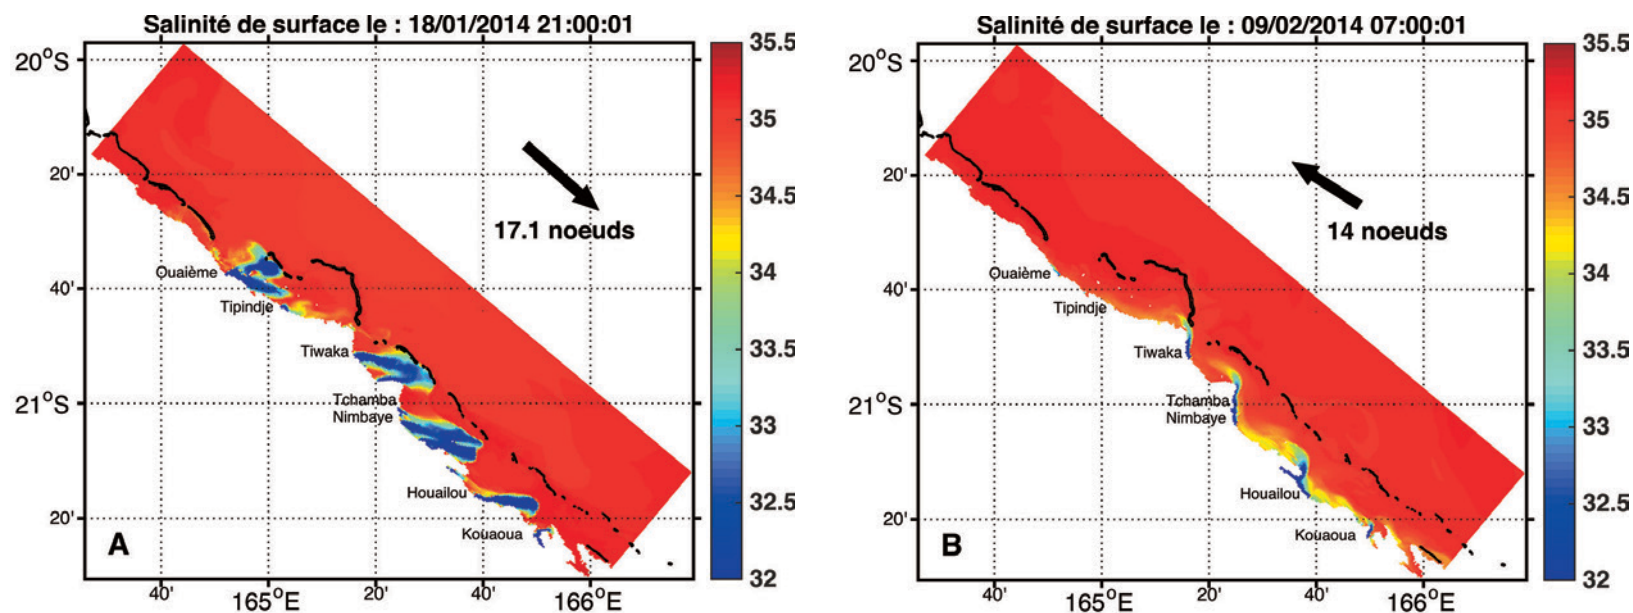 Salinité de surface le : 18/01/2014 21:00:01
20°S
20'
40'
21°S
20'
40'
165°E
20'
40'
166°E
17.1 noeuds
Ouaième
Tipindje
Tiwaka
Tchamba
Nimbaye
Houailou
Kouaoua
A
35.5
35
34.5
34
33.5
33
32.5
32
Salinité de surface le : 09/02/2014 07:00:01
20°S
20'
40'
21°S
20'
40'
165°E
20'
40'
166°E
14 noeuds
Ouaième
Tipindje
Tiwaka
Tchamba
Nimbaye
Houailou
Kouaoua
B
35.5
35
34.5
34
33.5
33
32.5
32